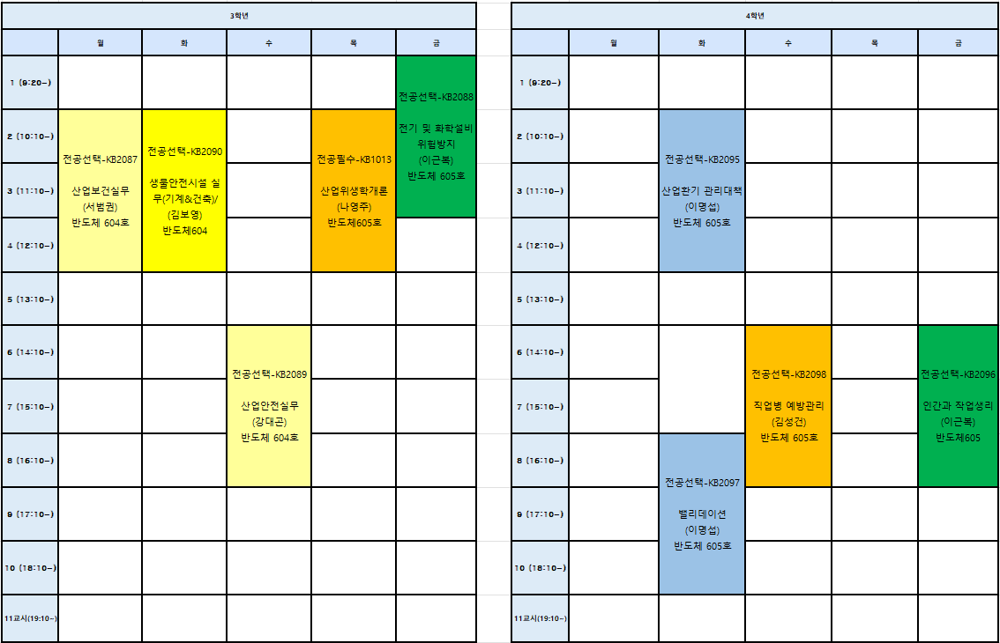 3학년
월 화 수 목 금
1 (9:20~)
2 (10:10~)
3 (11:10~)
4 (12:10~)
5 (13:10~)
6 (14:10~)
7 (15:10~)
8 (16:10~)
9 (17:10~)
10 (18:10~)
11교시(19:10~)
전공선택-KB2087
산업보건실무
(서범권)
반도체 604호
전공선택-KB2090
생물안전시설 실
무(기계&건축)/
(김보영)
반도체604
전공선택-KB2089
산업안전실무
(강대곤)
반도체 604호
전공필수-KB1013
산업위생학개론
(나영주)
반도체605호
전공선택-KB2088
전기 및 화학설비
위험방지
(이근복)
반도체 605호
4학년
월 화 수 목 금
1 (9:20~)
2 (10:10~)
3 (11:10~)
4 (12:10~)
5 (13:10~)
6 (14:10~)
7 (15:10~)
8 (16:10~)
9 (17:10~)
10 (18:10~)
11교시(19:10~)
전공선택-KB2095
산업환기 관리대책
(이명섭)
반도체 605호
전공선택-KB2097
밸리데이션
(이명섭)
반도체 605호
전공선택-KB2098
직업병 예방관리
(김성건)
반도체 605호
전공선택-KB2096
인간과 직업생리
(이근복)
반도체605